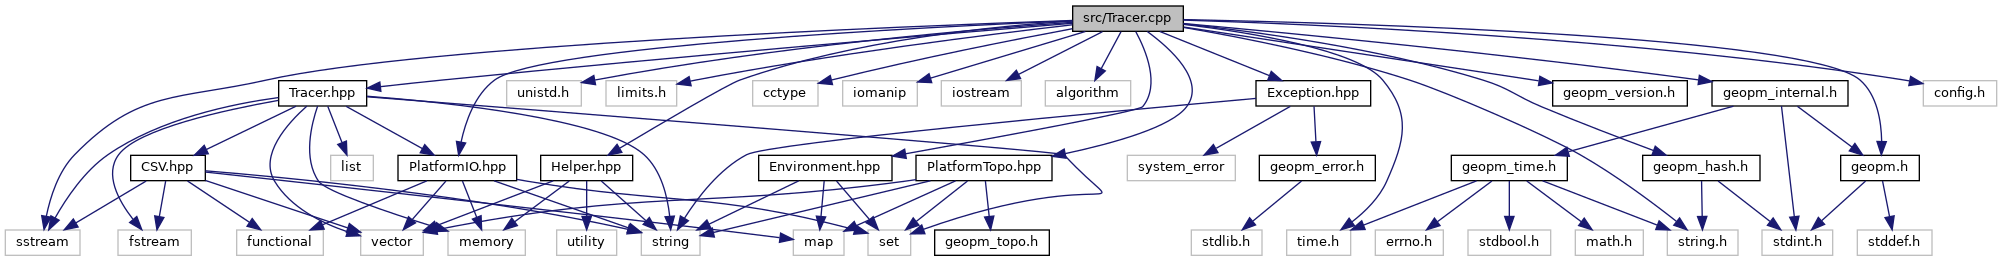 src/Tracer.cpp
Tracer.hpp
unistd.h
limits.h
cctype
iomanip
iostream
algorithm
Exception.hpp
geopm_version.h
geopm_internal.h
config.h
CSV.hpp
list
PlatformIO.hpp
Helper.hpp
Environment.hpp
PlatformTopo.hpp
system_error
geopm_error.h
geopm_time.h
geopm_hash.h
geopm.h
sstream
fstream
functional
vector
memory
utility
string
map
set
geopm_topo.h
stdlib.h
time.h
errno.h
stdbool.h
math.h
string.h
stdint.h
stddef.h